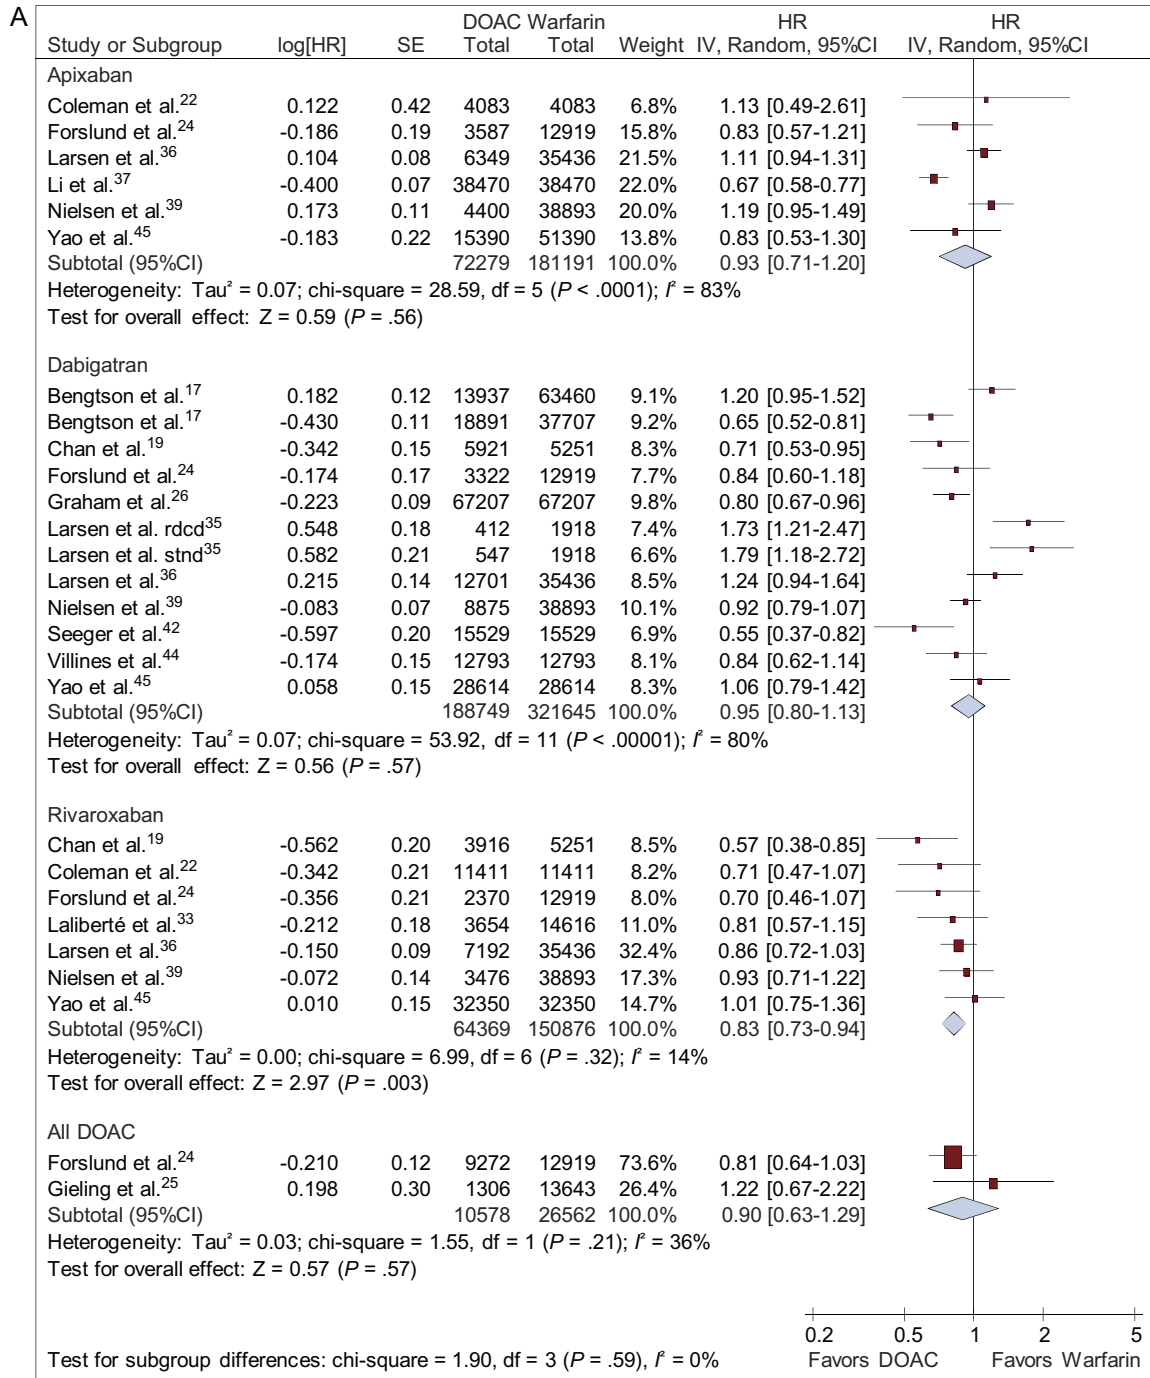 A
DOAC Warfarin HR HR
Study or Subgroup log[HR] SE Total Total Weight IV, Random, 95%CI IV, Random, 95%CI
Apixaban
Coleman et al.22 0.122 0.42 4083 4083 6.8% 1.13 [0.49-2.61]
Forslund et al.24 -0.186 0.19 3587 12919 15.8% 0.83 [0.57-1.21]
Larsen et al.36 0.104 0.08 6349 35436 21.5% 1.11 [0.94-1.31]
Li et al.37 -0.400 0.07 38470 38470 22.0% 0.67 [0.58-0.77]
Nielsen et al.39 0.173 0.11 4400 38893 20.0% 1.19 [0.95-1.49]
Yao et al.45 -0.183 0.22 15390 51390 13.8% 0.83 [0.53-1.30]
Subtotal (95%CI) 72279 181191 100.0% 0.93 [0.71-1.20]
Heterogeneity: Tau² = 0.07; chi-square = 28.59, df = 5 (P < .0001); I² = 83%
Test for overall effect: Z = 0.59 (P = .56)
Dabigatran
Bengtson et al.17 0.182 0.12 13937 63460 9.1% 1.20 [0.95-1.52]
Bengtson et al.17 -0.430 0.11 18891 37707 9.2% 0.65 [0.52-0.81]
Chan et al.19 -0.342 0.15 5921 5251 8.3% 0.71 [0.53-0.95]
Forslund et al.24 -0.174 0.17 3322 12919 7.7% 0.84 [0.60-1.18]
Graham et al.26 -0.223 0.09 67207 67207 9.8% 0.80 [0.67-0.96]
Larsen et al. rdcd35 0.548 0.18 412 1918 7.4% 1.73 [1.21-2.47]
Larsen et al. stnd35 0.582 0.21 547 1918 6.6% 1.79 [1.18-2.72]
Larsen et al.36 0.215 0.14 12701 35436 8.5% 1.24 [0.94-1.64]
Nielsen et al.39 -0.083 0.07 8875 38893 10.1% 0.92 [0.79-1.07]
Seeger et al.42 -0.597 0.20 15529 15529 6.9% 0.55 [0.37-0.82]
Villines et al.44 -0.174 0.15 12793 12793 8.1% 0.84 [0.62-1.14]
Yao et al.45 0.058 0.15 28614 28614 8.3% 1.06 [0.79-1.42]
Subtotal (95%CI) 188749 321645 100.0% 0.95 [0.80-1.13]
Heterogeneity: Tau² = 0.07; chi-square = 53.92, df = 11 (P < .00001); I² = 80%
Test for overall effect: Z = 0.56 (P = .57)
Rivaroxaban
Chan et al.19 -0.562 0.20 3916 5251 8.5% 0.57 [0.38-0.85]
Coleman et al.22 -0.342 0.21 11411 11411 8.2% 0.71 [0.47-1.07]
Forslund et al.24 -0.356 0.21 2370 12919 8.0% 0.70 [0.46-1.07]
Laliberté et al.33 -0.212 0.18 3654 14616 11.0% 0.81 [0.57-1.15]
Larsen et al.36 -0.150 0.09 7192 35436 32.4% 0.86 [0.72-1.03]
Nielsen et al.39 -0.072 0.14 3476 38893 17.3% 0.93 [0.71-1.22]
Yao et al.45 0.010 0.15 32350 32350 14.7% 1.01 [0.75-1.36]
Subtotal (95%CI) 64369 150876 100.0% 0.83 [0.73-0.94]
Heterogeneity: Tau² = 0.00; chi-square = 6.99, df = 6 (P = .32); I² = 14%
Test for overall effect: Z = 2.97 (P = .003)
All DOAC
Forslund et al.24 -0.210 0.12 9272 12919 73.6% 0.81 [0.64-1.03]
Gieling et al.25 0.198 0.30 1306 13643 26.4% 1.22 [0.67-2.22]
Subtotal (95%CI) 10578 26562 100.0% 0.90 [0.63-1.29]
Heterogeneity: Tau² = 0.03; chi-square = 1.55, df = 1 (P = .21); I² = 36%
Test for overall effect: Z = 0.57 (P = .57)
0.2 0.5 1 2 5
Test for subgroup differences: chi-square = 1.90, df = 3 (P = .59), I² = 0% Favors DOAC Favors Warfarin